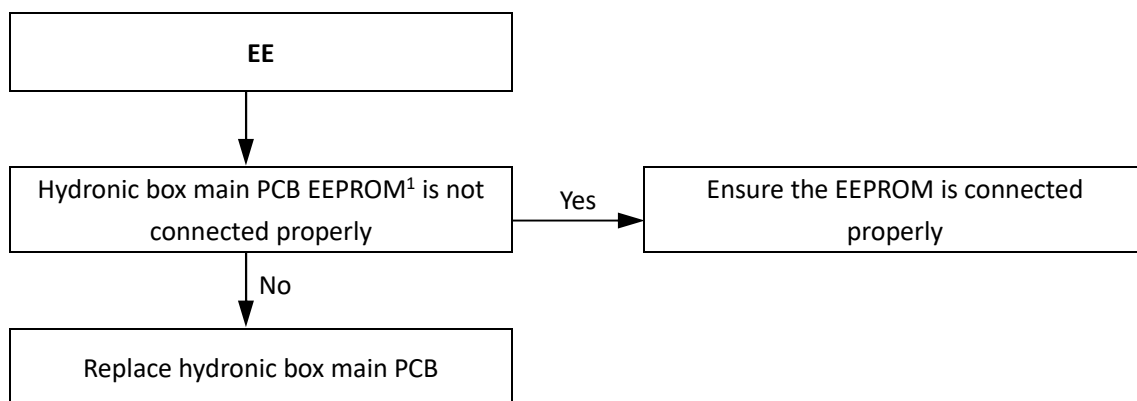 EE
Hydronic box main PCB EEPROM¹ is not
connected properly
Yes
Ensure the EEPROM is connected
properly
No
Replace hydronic box main PCB